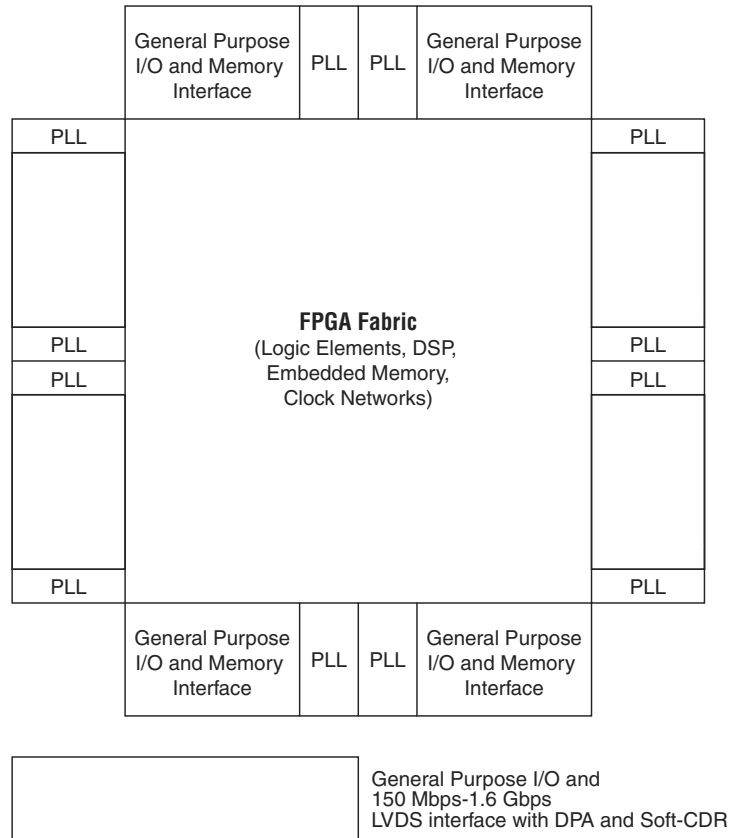 General Purpose
I/O and Memory
Interface
PLL
PLL
General Purpose
I/O and Memory
Interface
PLL
PLL
FPGA Fabric
(Logic Elements, DSP,
Embedded Memory,
Clock Networks)
PLL
PLL
PLL
PLL
PLL
PLL
General Purpose
I/O and Memory
Interface
PLL
PLL
General Purpose
I/O and Memory
Interface
General Purpose I/O and
150 Mbps-1.6 Gbps
LVDS interface with DPA and Soft-CDR